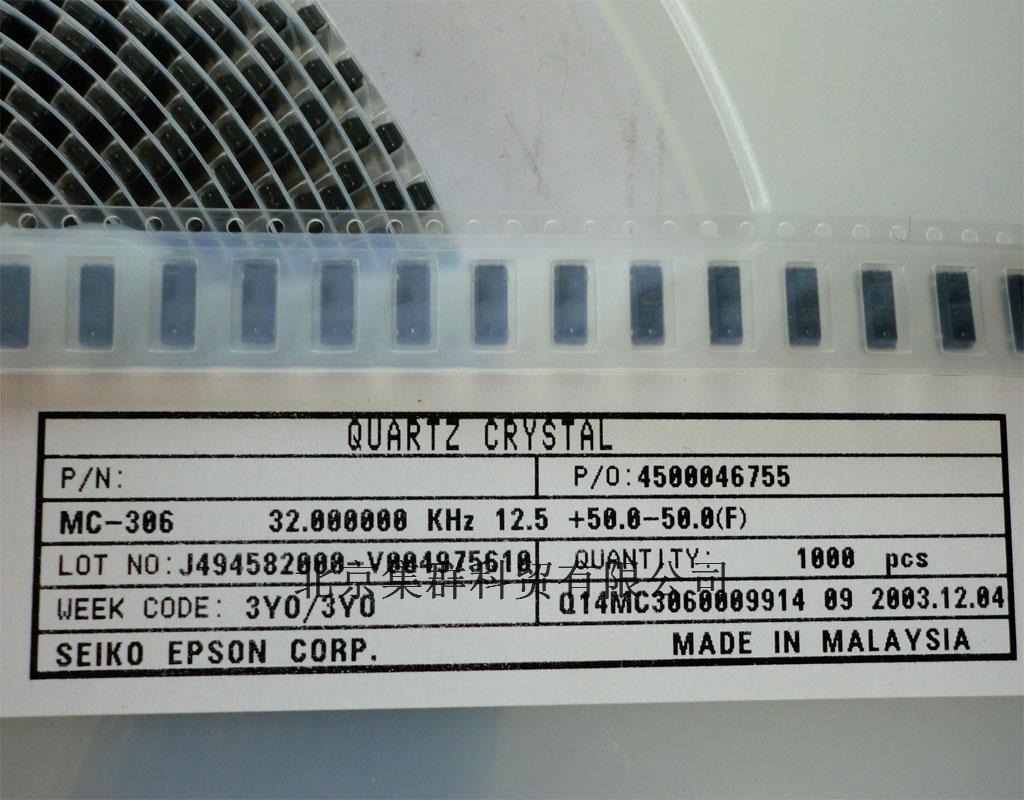 QUARTZ CRYSTAL
P/N: P/O:4500046755
MC-306 32.000000 KHz 12.5 +50.0-50.0(F)
LOT NO:J494582000-V004975610 QUANTITY: 1000 pcs
北京集群科贸有限公司
WEEK CODE: 3Y0/3Y0 Q14MC3060009914 09 2003.12.04
SEIKO EPSON CORP. MADE IN MALAYSIA